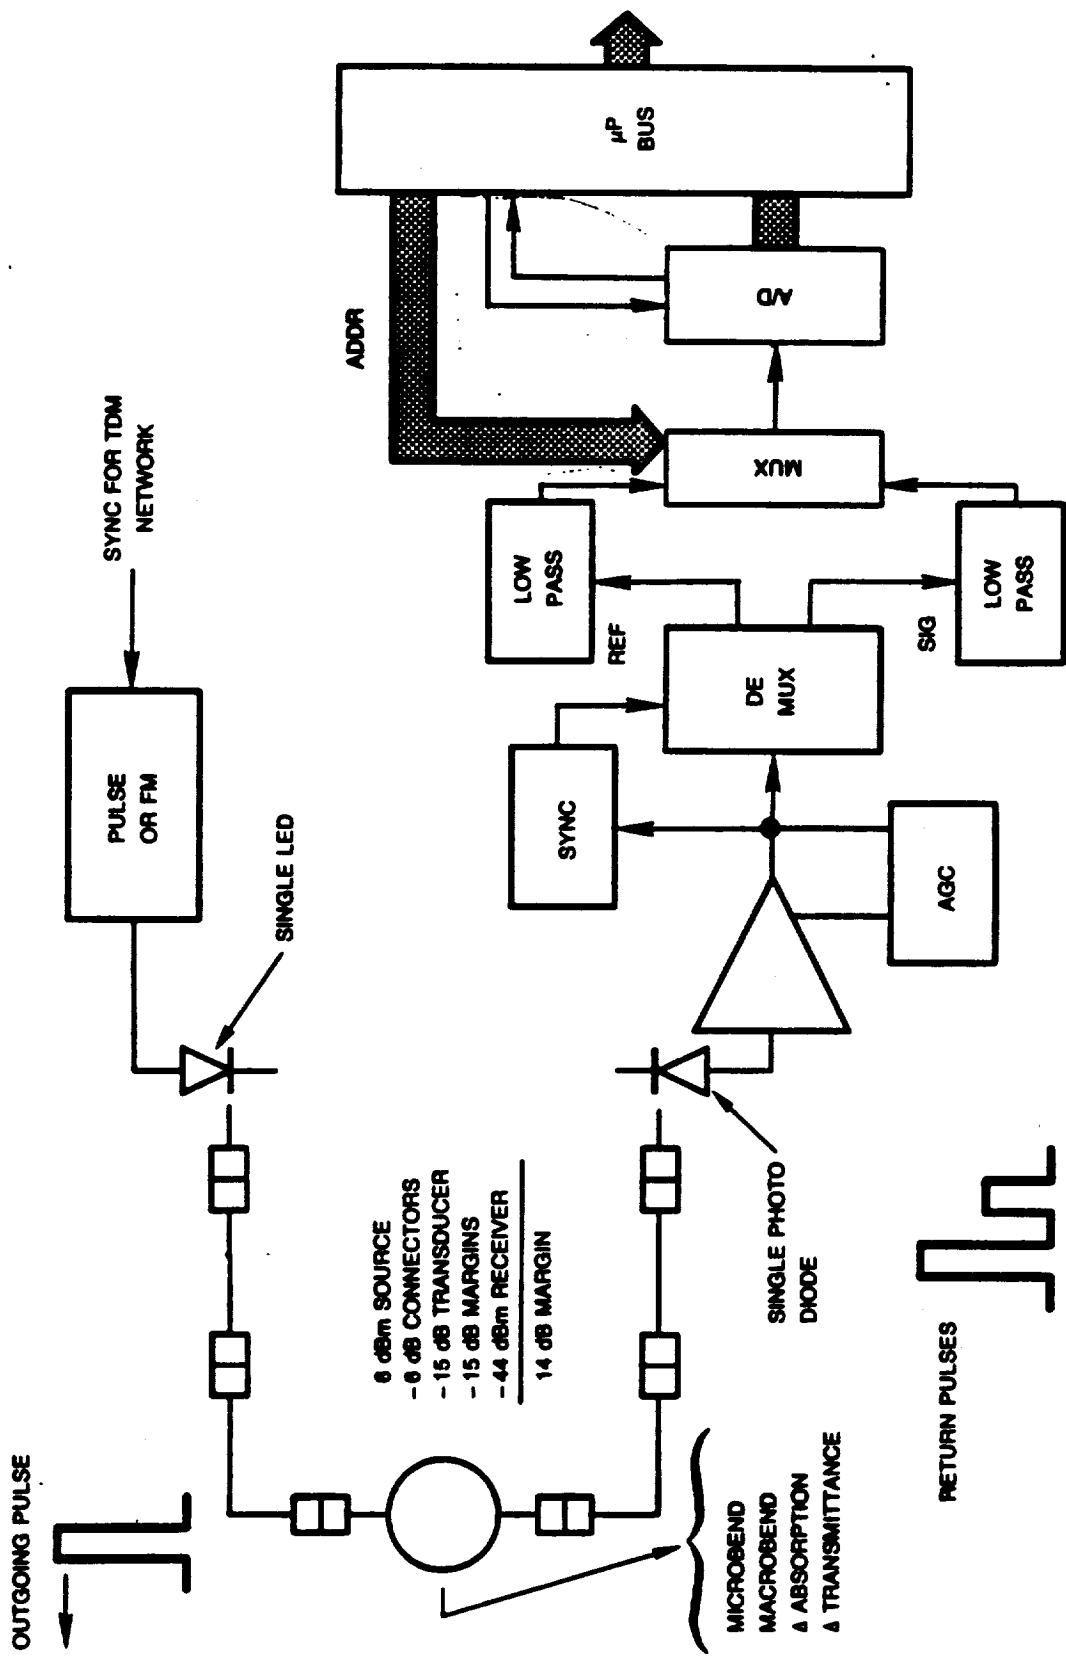 OUTGOING PULSE
SINGLE LED
PULSE
OR FM
SYNC FOR TDM
NETWORK
6 dBm SOURCE
-6 dB CONNECTORS
-15 dB TRANSDUCER
-15 dB MARGINS
-44 dBm RECEIVER
14 dB MARGIN
MICROBEND
MACROBEND
Δ ABSORPTION
Δ TRANSMITTANCE
SINGLE PHOTO
DIODE
RETURN PULSES
AGC
SYNC
DE
MUX
REF
SIG
LOW
PASS
LOW
PASS
MUX
ADDR
A/D
μP
BUS